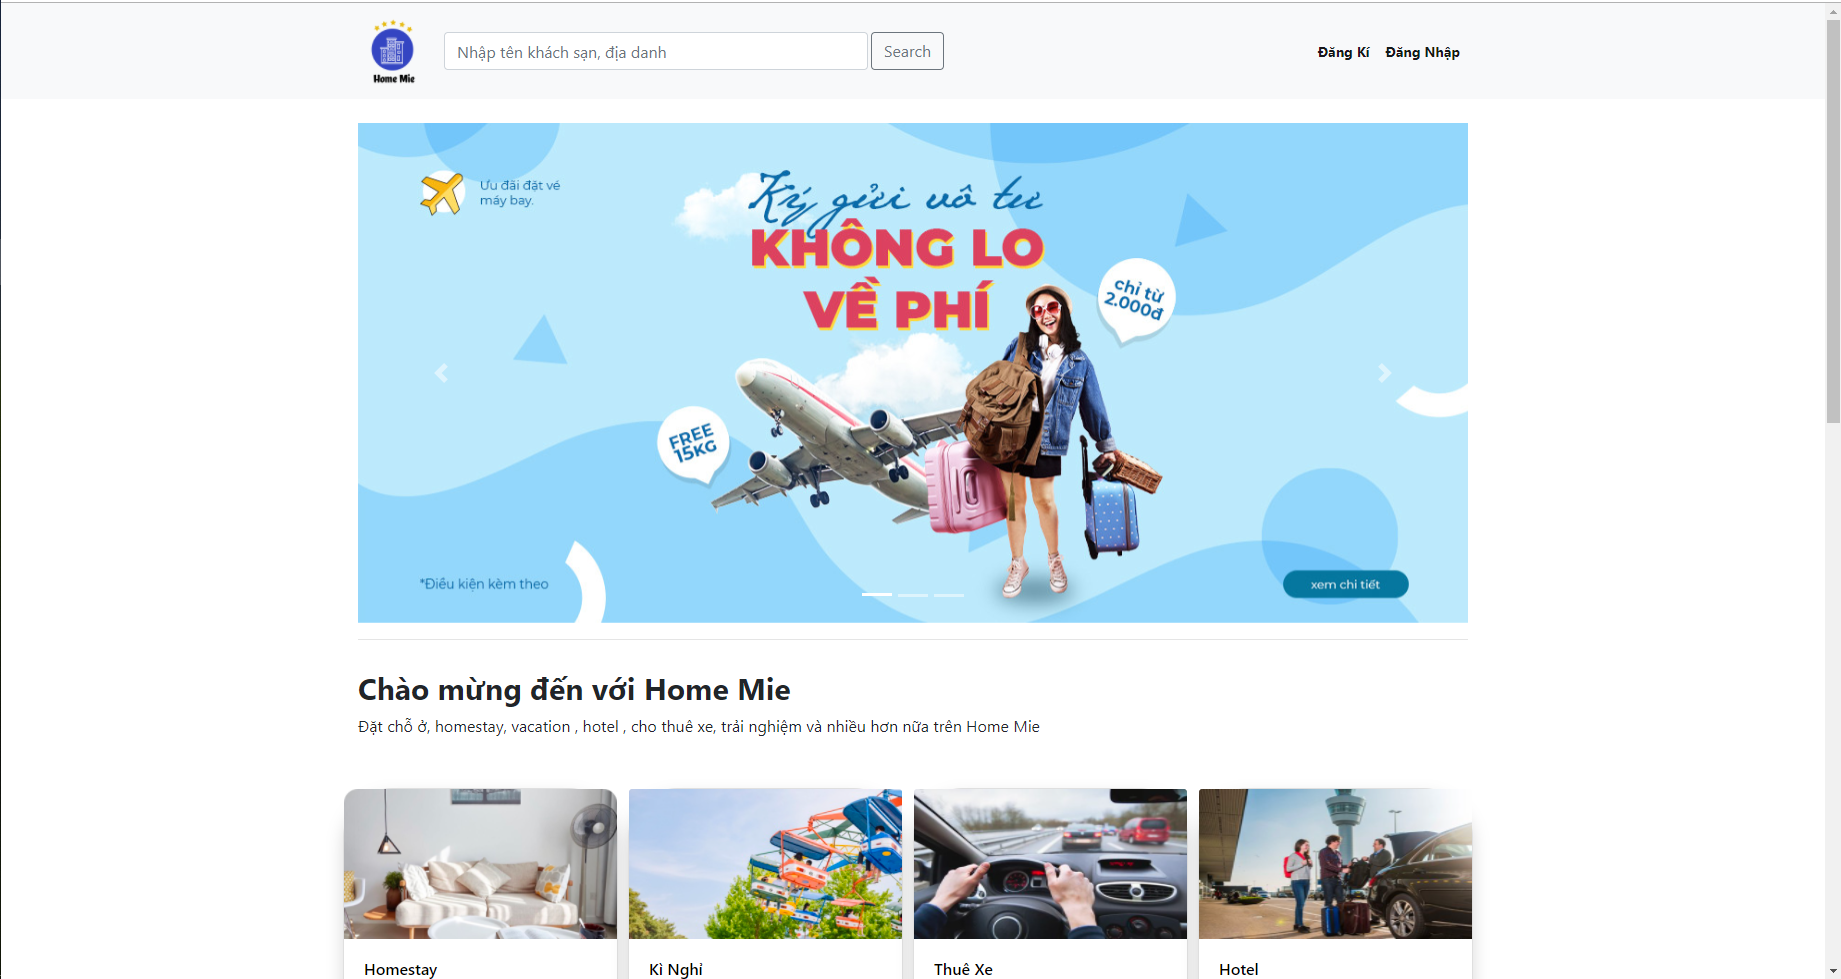 Home Mie
Nhập tên khách sạn, địa danh
Search
Đăng Kí
Đăng Nhập
Ưu đãi đặt vé
máy bay.
Ký gửi vô tư
KHÔNG LO
VỀ PHÍ
chỉ từ
2.000đ
FREE
15KG
*Điều kiện kèm theo
xem chi tiết
Chào mừng đến với Home Mie
Đặt chỗ ở, homestay, vacation , hotel , cho thuê xe, trải nghiệm và nhiều hơn nữa trên Home Mie
Homestay
Kì Nghỉ
Thuê Xe
Hotel